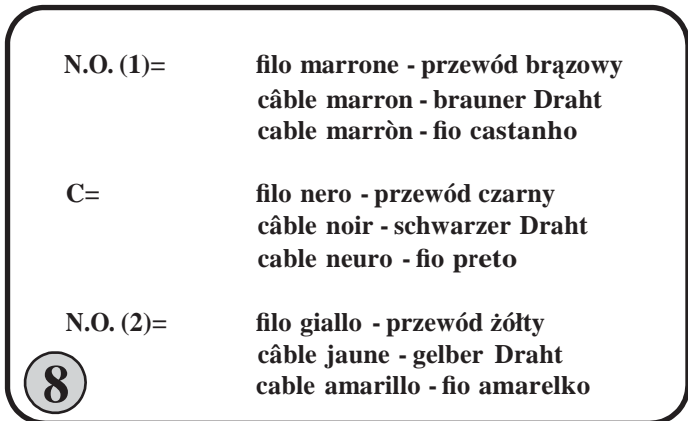 N.O. (1)= filo marrone - przewód brązowy
câble marron - brauner Draht
cable marròn - fio castanho
C= filo nero - przewód czarny
câble noir - schwarzer Draht
cable neuro - fio preto
N.O. (2)= filo giallo - przewód żółty
câble jaune - gelber Draht
cable amarillo - fio amarelko
8